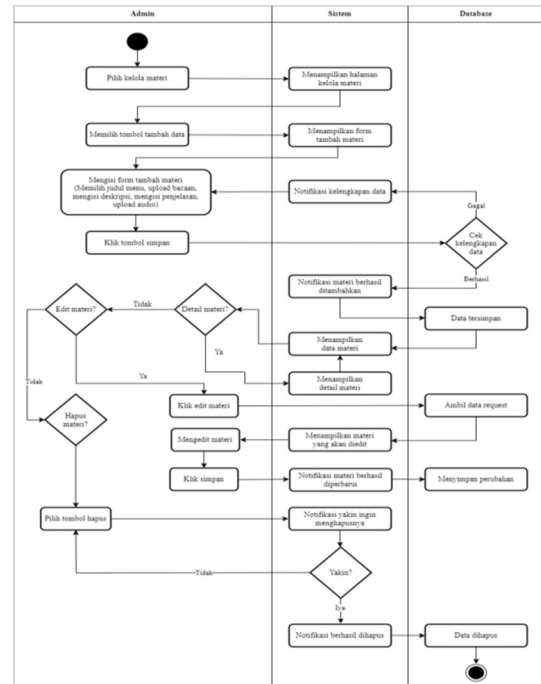 Admin
Sistem
Database
Pilih kelola materi
Menampilkan halaman
kelola materi
Memilih tombol tambah data
Menampilkan form
tambah materi
Mengisi form tambah materi
(Memilih judul menu, upload bacaan,
mengisi deskripsi, mengisi penjelasan,
upload audio)
Notifikasi kelengkapan data
Gagal
Klik tombol simpan
Cek
kelengkapan
data
Berhasil
Notifikasi materi berhasil
ditambahkan
Edit materi?
Tidak
Detail materi?
Data tersimpan
Menampilkan
data materi
Ya
Tidak
Ya
Menampilkan
detail materi
Hapus
materi?
Klik edit materi
Ambil data request
Mengedit materi
Menampilkan materi
yang akan diedit
Klik simpan
Notifikasi materi berhasil
diperbarui
Menyimpan perubahan
Pilih tombol hapus
Notifikasi yakin ingin
menghapusnya
Tidak
Yakin?
Iya
Notifikasi berhasil dihapus
Data dihapus